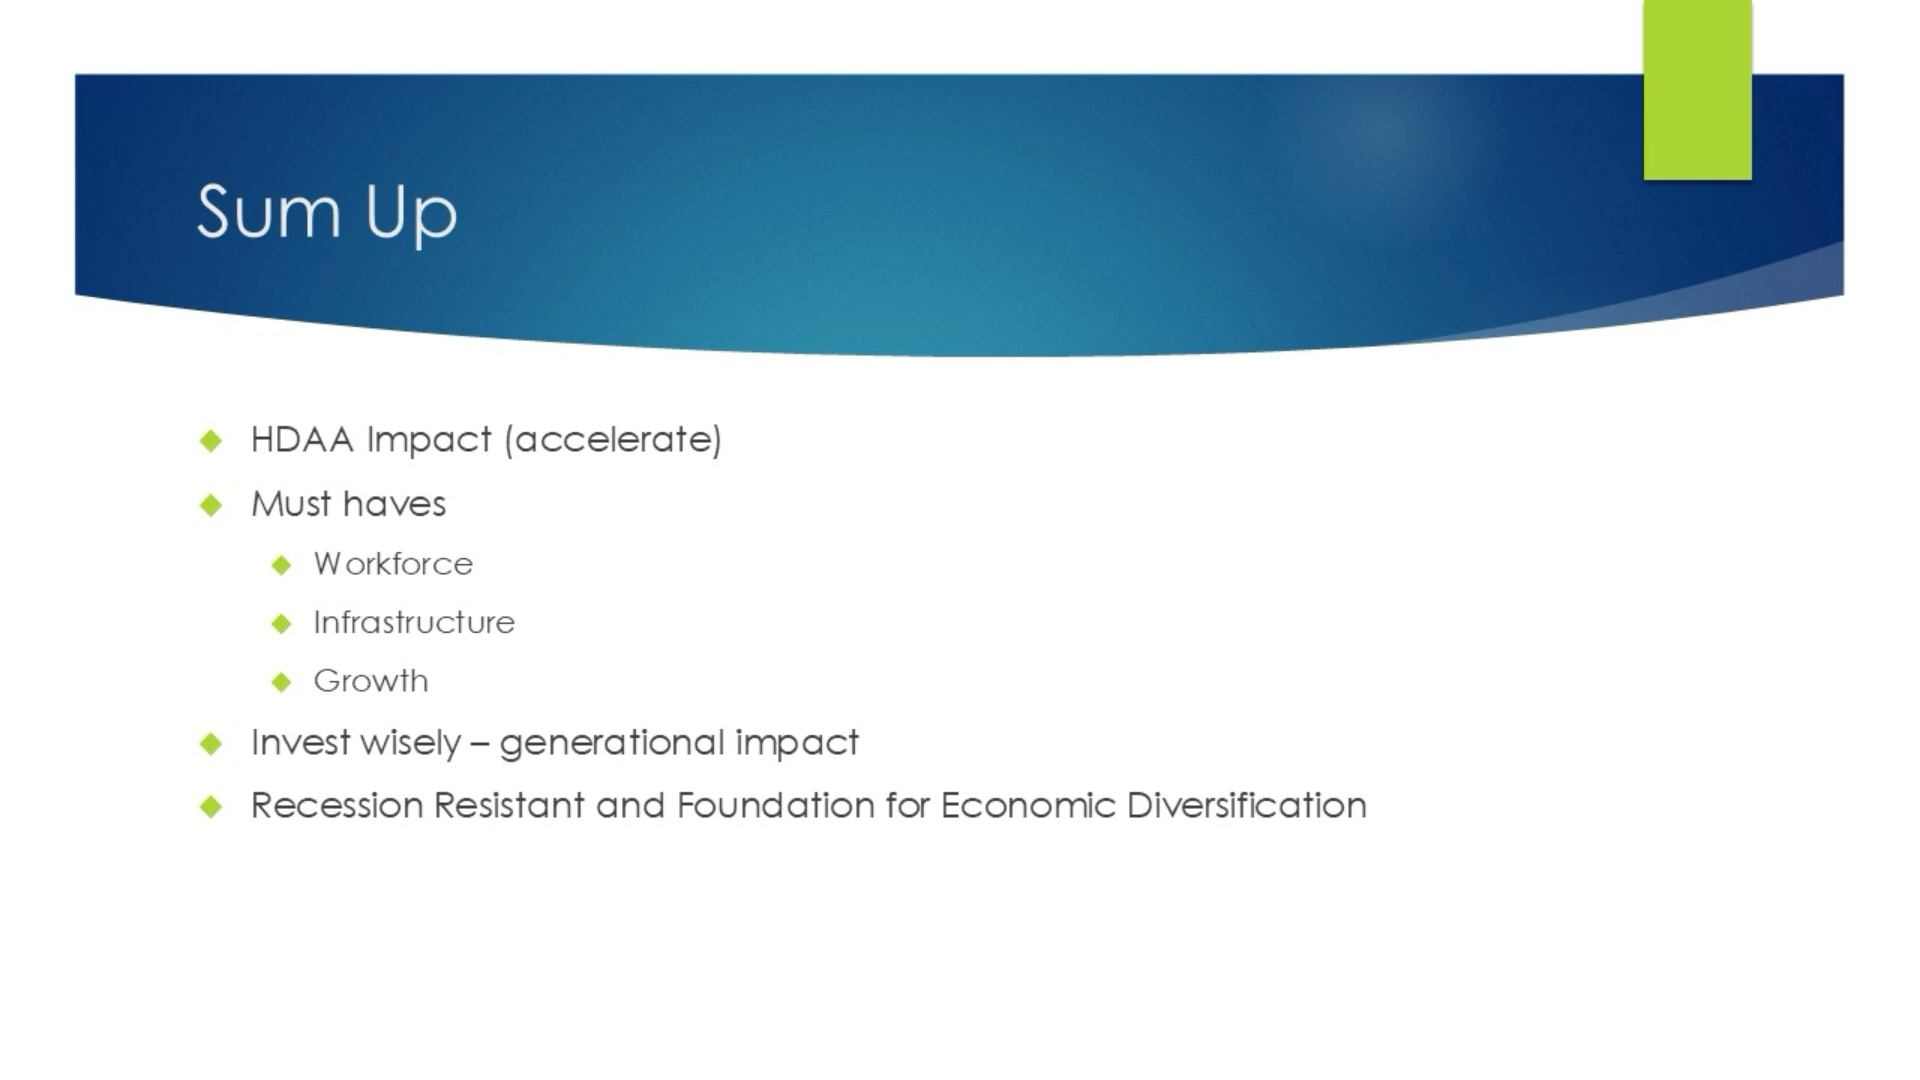 Sum Up
HDAA Impact (accelerate)
Must haves
Workforce
Infrastructure
Growth
Invest wisely – generational impact
Recession Resistant and Foundation for Economic Diversification